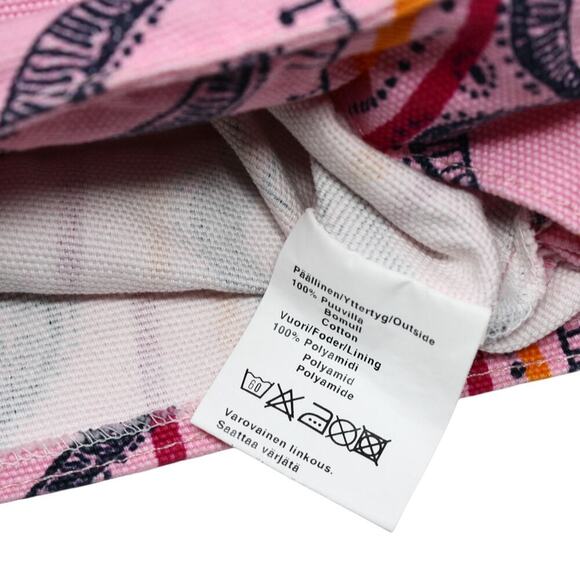 Päällinen/Yttertyg/Outside
100% Puuvilla
Bomull
Cotton
Vuori/Foder/Lining
100% Polyamidi
Polyamid
Polyamide
60
Varovainen linkous.
Saattaa värjätä